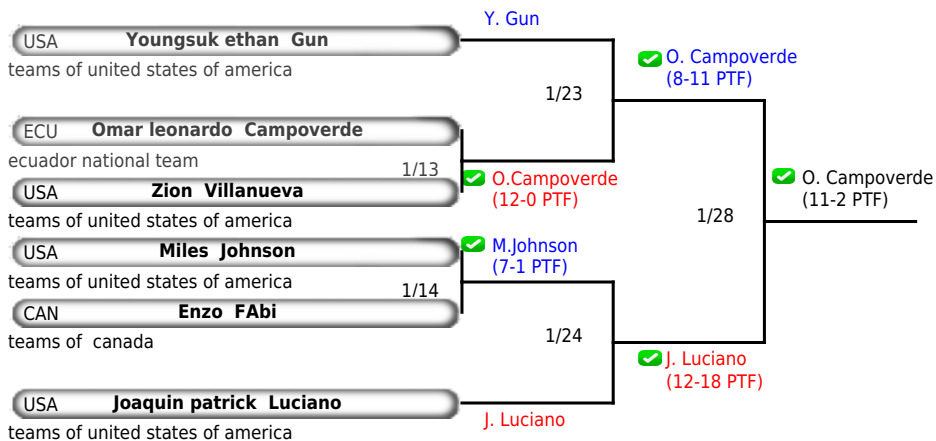 Y. Gun
USA Youngsuk ethan Gun
teams of united states of america
O. Campoverde
(8-11 PTF)
1/23
ECU Omar leonardo Campoverde
ecuador national team
1/13
O.Campoverde
(12-0 PTF)
USA Zion Villanueva
teams of united states of america
O. Campoverde
(11-2 PTF)
1/28
USA Miles Johnson
teams of united states of america
M.Johnson
(7-1 PTF)
1/14
CAN Enzo FAbi
teams of canada
1/24
J. Luciano
(12-18 PTF)
USA Joaquin patrick Luciano
teams of united states of america
J. Luciano